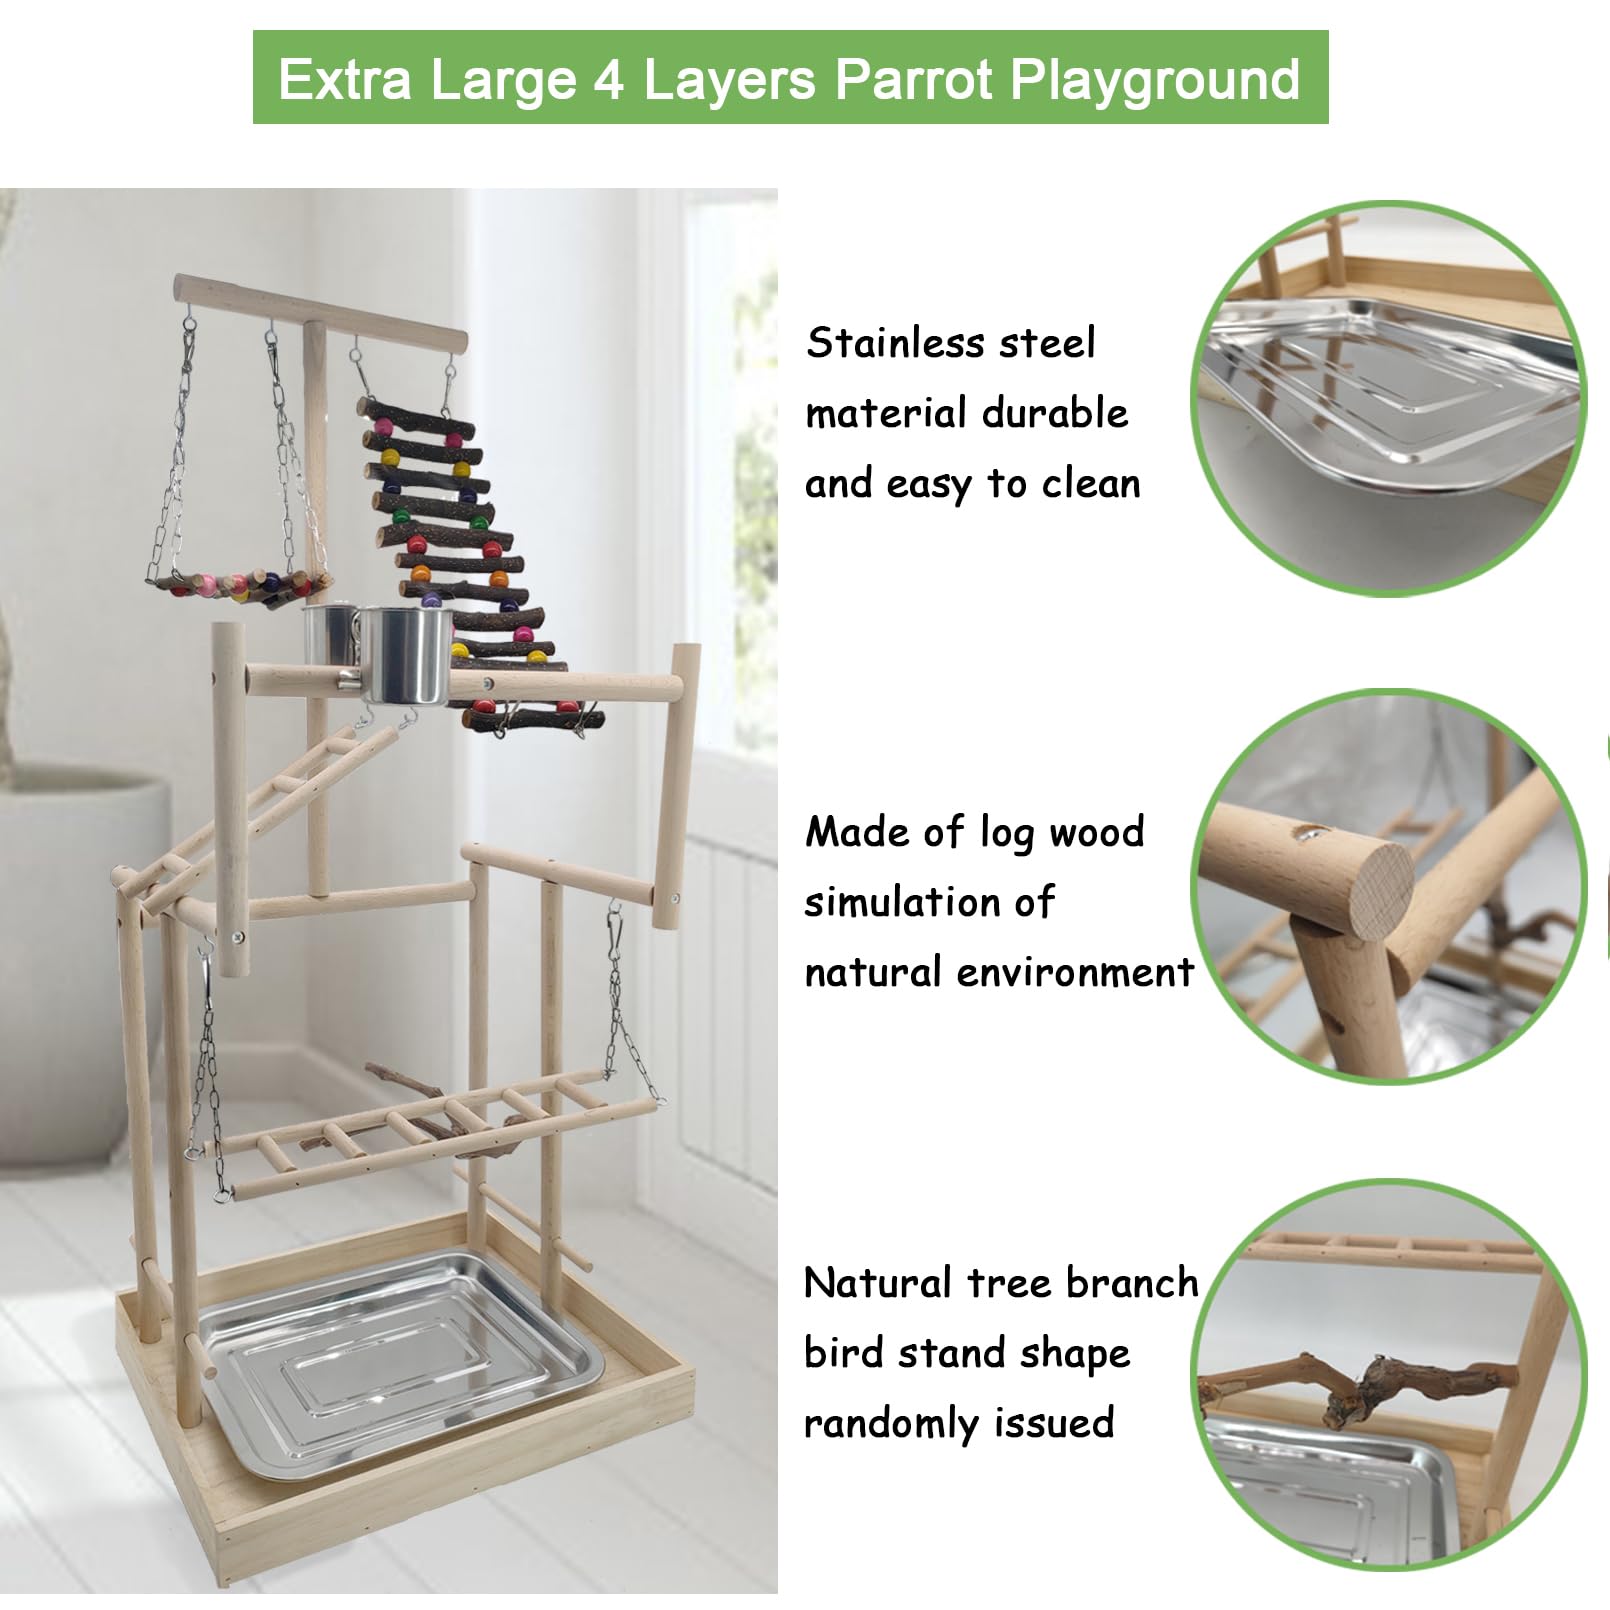 Extra Large 4 Layers Parrot Playground
Stainless steel
material durable
and easy to clean
Made of log wood
simulation of
natural environment
Natural tree branch
bird stand shape
randomly issued